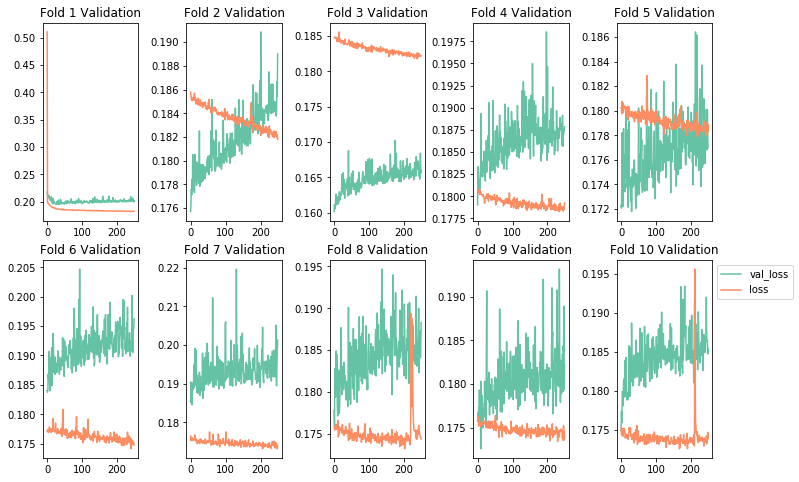 Fold 1 Validation
Fold 2 Validation
Fold 3 Validation
Fold 4 Validation
Fold 5 Validation
0.50
0.45
0.40
0.35
0.30
0.25
0.20
0 100 200
0.190
0.188
0.186
0.184
0.182
0.180
0.178
0.176
0 100 200
0.185
0.180
0.175
0.170
0.165
0.160
0 100 200
0.1975
0.1950
0.1925
0.1900
0.1875
0.1850
0.1825
0.1800
0.1775
0 100 200
0.186
0.184
0.182
0.180
0.178
0.176
0.174
0.172
0 100 200
Fold 6 Validation
Fold 7 Validation
Fold 8 Validation
Fold 9 Validation
Fold 10 Validation
0.205
0.200
0.195
0.190
0.185
0.180
0.175
0 100 200
0.22
0.21
0.20
0.19
0.18
0 100 200
0.195
0.190
0.185
0.180
0.175
0 100 200
0.190
0.185
0.180
0.175
0 100 200
0.195
0.190
0.185
0.180
0.175
0 100 200
val_loss
loss